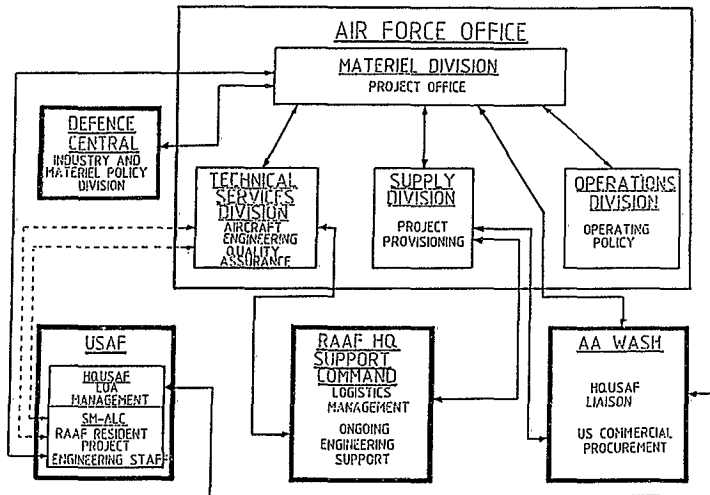 AIR FORCE OFFICE
MATERIEL DIVISION
PROJECT OFFICE
DEFENCE
CENTRAL
INDUSTRY AND
MATERIEL POLICY
DIVISION
TECHNICAL
SERVICES
DIVISION
AIRCRAFT
ENGINEERING
QUALITY
ASSURANCE
SUPPLY
DIVISION
PROJECT
PROVISIONING
OPERATIONS
DIVISION
OPERATING
POLICY
USAF
HQUSAF
LOA
MANAGEMENT
SM-ALC
RAAF RESIDENT
PROJECT
ENGINEERING STAFF
RAAF HQ
SUPPORT
COMMAND
LOGISTICS
MANAGEMENT
ONGOING
ENGINEERING
SUPPORT
AA WASH
HQUSAF
LIAISON
US COMMERCIAL
PROCUREMENT